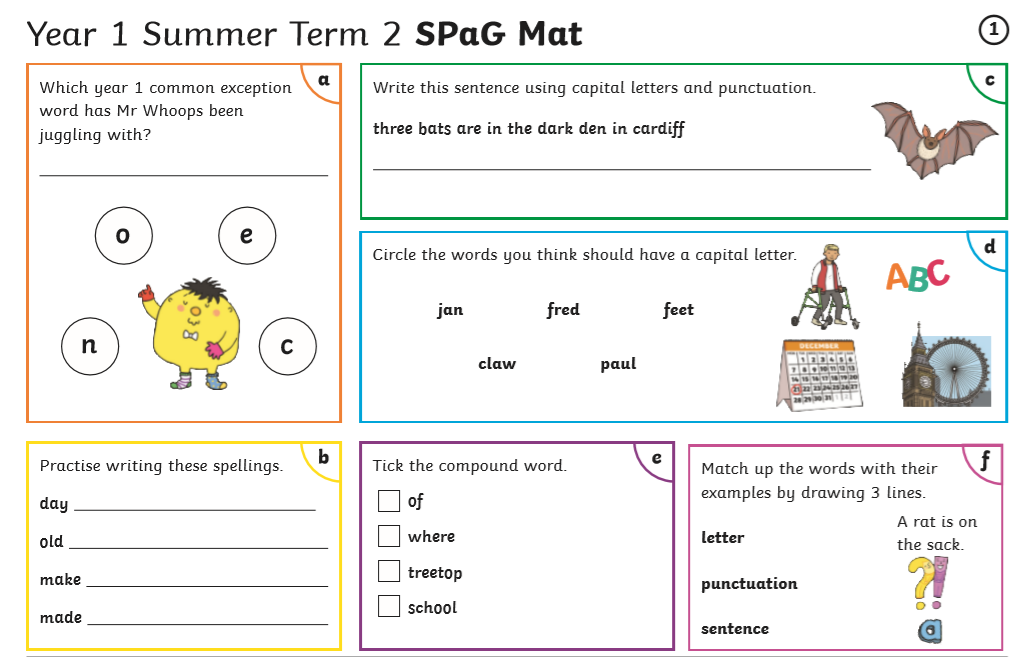 Year 1 Summer Term 2 SPaG Mat
1
a
Which year 1 common exception
word has Mr Whoops been
juggling with?
o
e
n
c
b
Practise writing these spellings.
day
old
make
made
c
Write this sentence using capital letters and punctuation.
three bats are in the dark den in cardiff
d
Circle the words you think should have a capital letter.
jan fred feet
claw paul
ABC
DECEMBER
e
Tick the compound word.
of
where
treetop
school
f
Match up the words with their
examples by drawing 3 lines.
letter
punctuation
sentence
A rat is on
the sack.
?!
a